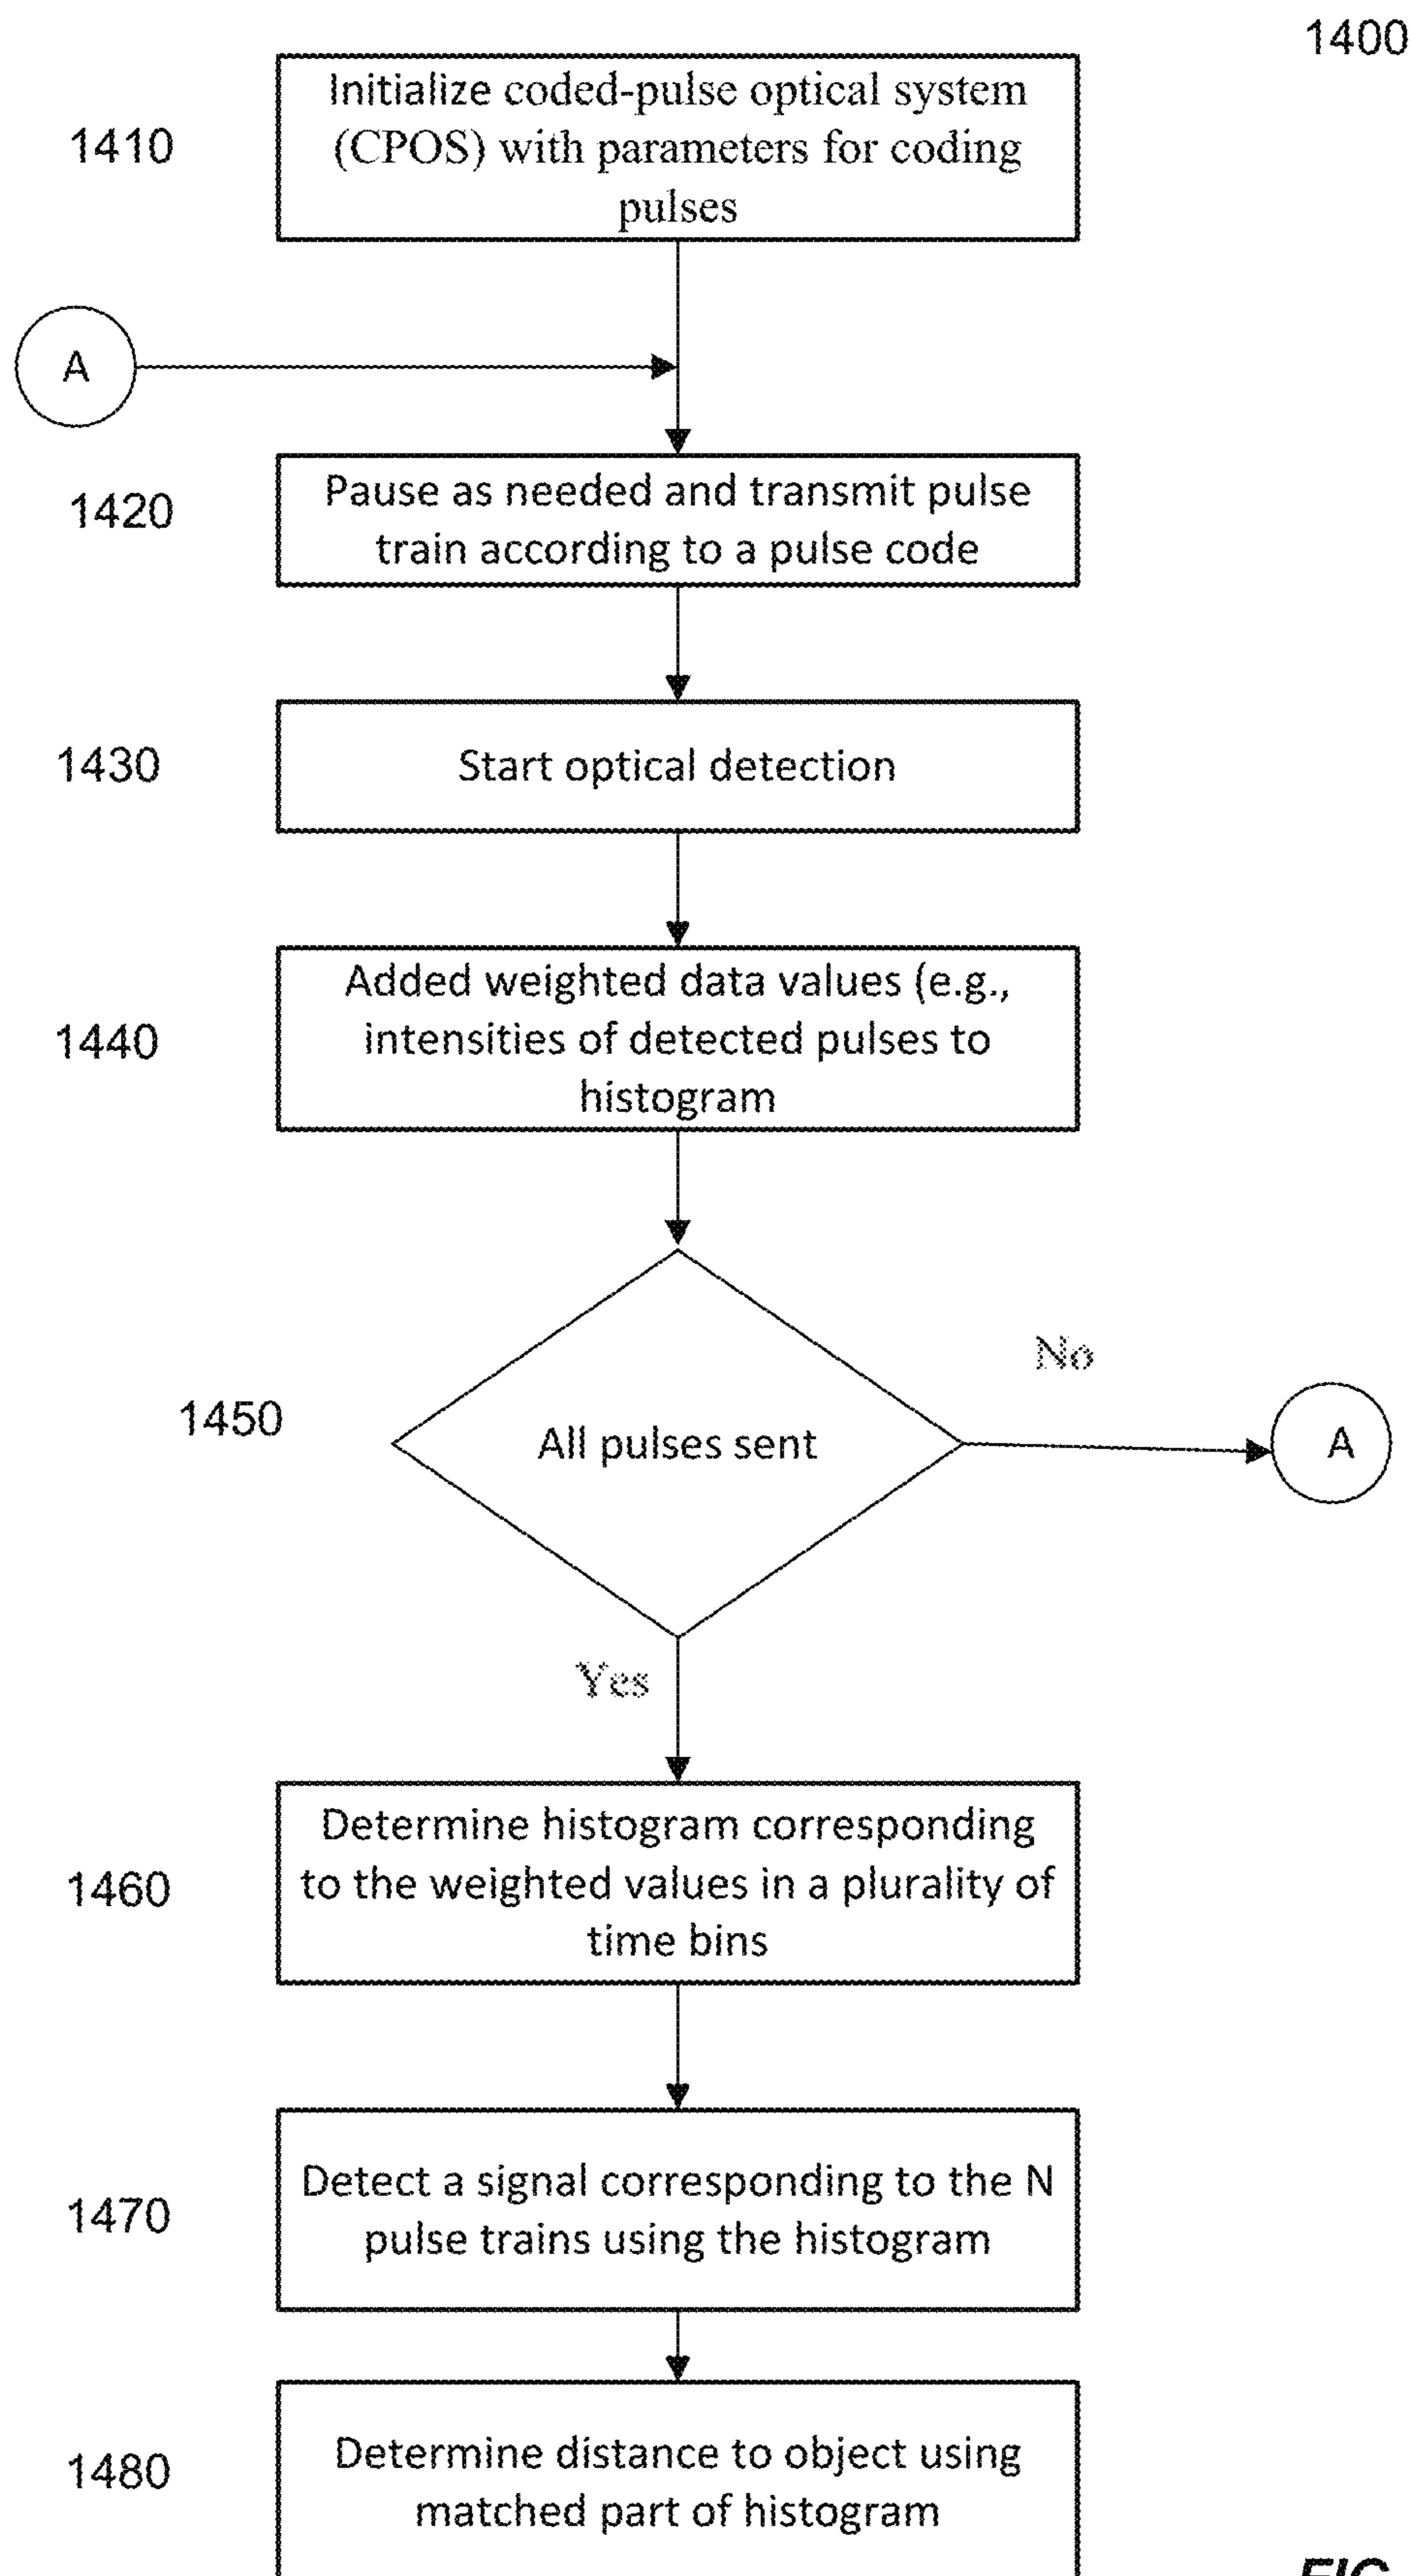 1400
Initialize coded-pulse optical system
(CPOS) with parameters for coding
pulses
1410
A
Pause as needed and transmit pulse
train according to a pulse code
1420
Start optical detection
1430
Added weighted data values (e.g.,
intensities of detected pulses to
histogram
1440
No
All pulses sent
1450
A
Yes
Determine histogram corresponding
to the weighted values in a plurality of
time bins
1460
Detect a signal corresponding to the N
pulse trains using the histogram
1470
Determine distance to object using
matched part of histogram
1480
FIG